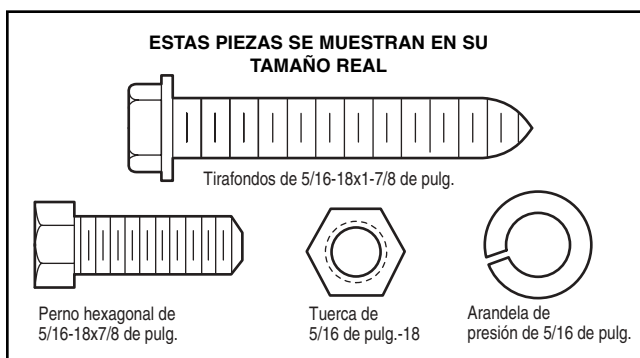 ESTAS PIEZAS SE MUESTRAN EN SU
TAMAÑO REAL
Tirafondos de 5/16-18x1-7/8 de pulg.
Perno hexagonal de
5/16-18x7/8 de pulg.
Tuerca de
5/16 de pulg.-18
Arandela de
presión de 5/16 de pulg.